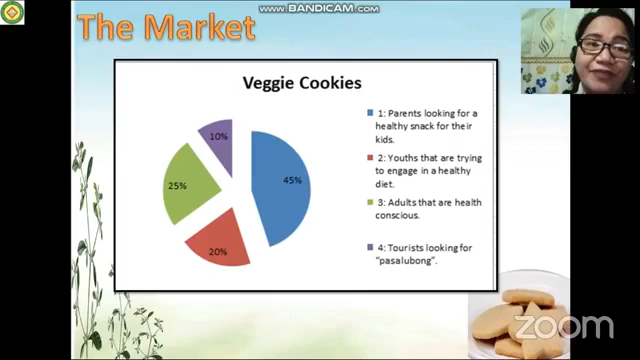 WWW.BANDICAM.COM
The Market
Veggie Cookies
10%
45%
25%
20%
1: Parents looking for a
healthy snack for their
kids.
2: Youths that are trying
to engage in a healthy
diet.
3: Adults that are health
conscious.
4: Tourists looking for
"pasalubong".
zoom